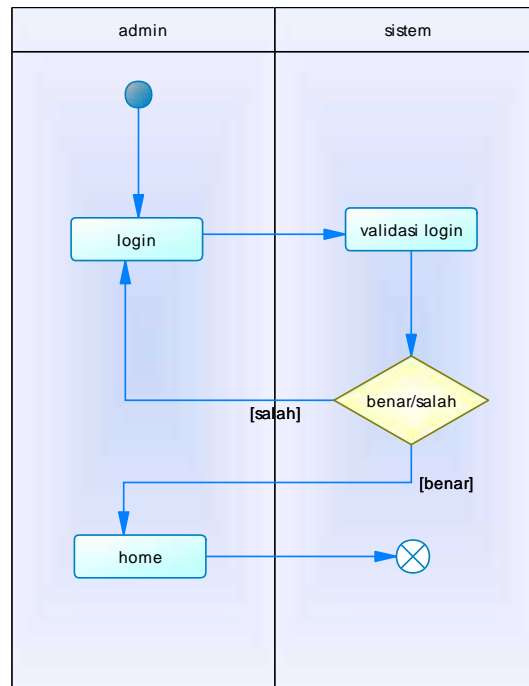 admin
sistem
login
validasi login
benar/salah
[salah]
[benar]
home